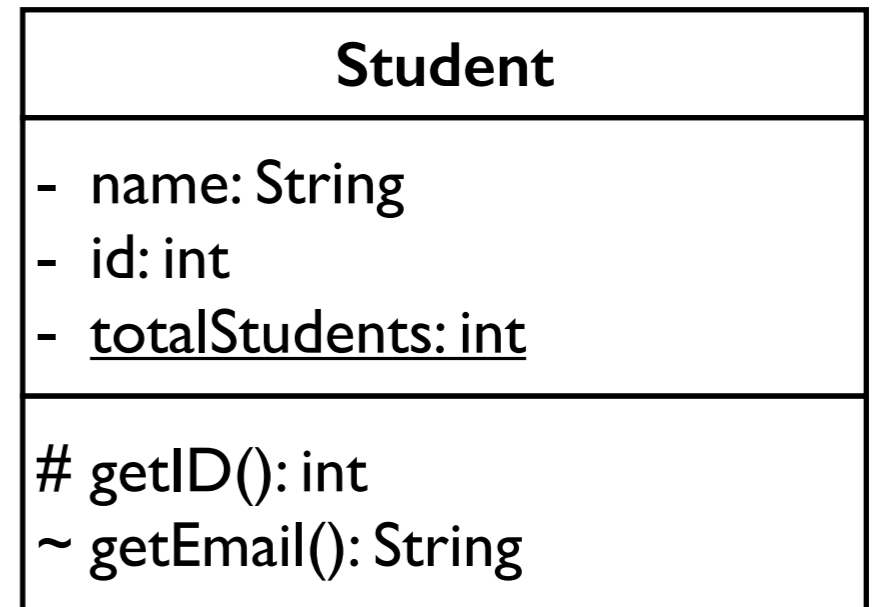 Student
- name: String
- id: int
- totalStudents: int
# getID(): int
~ getEmail(): String